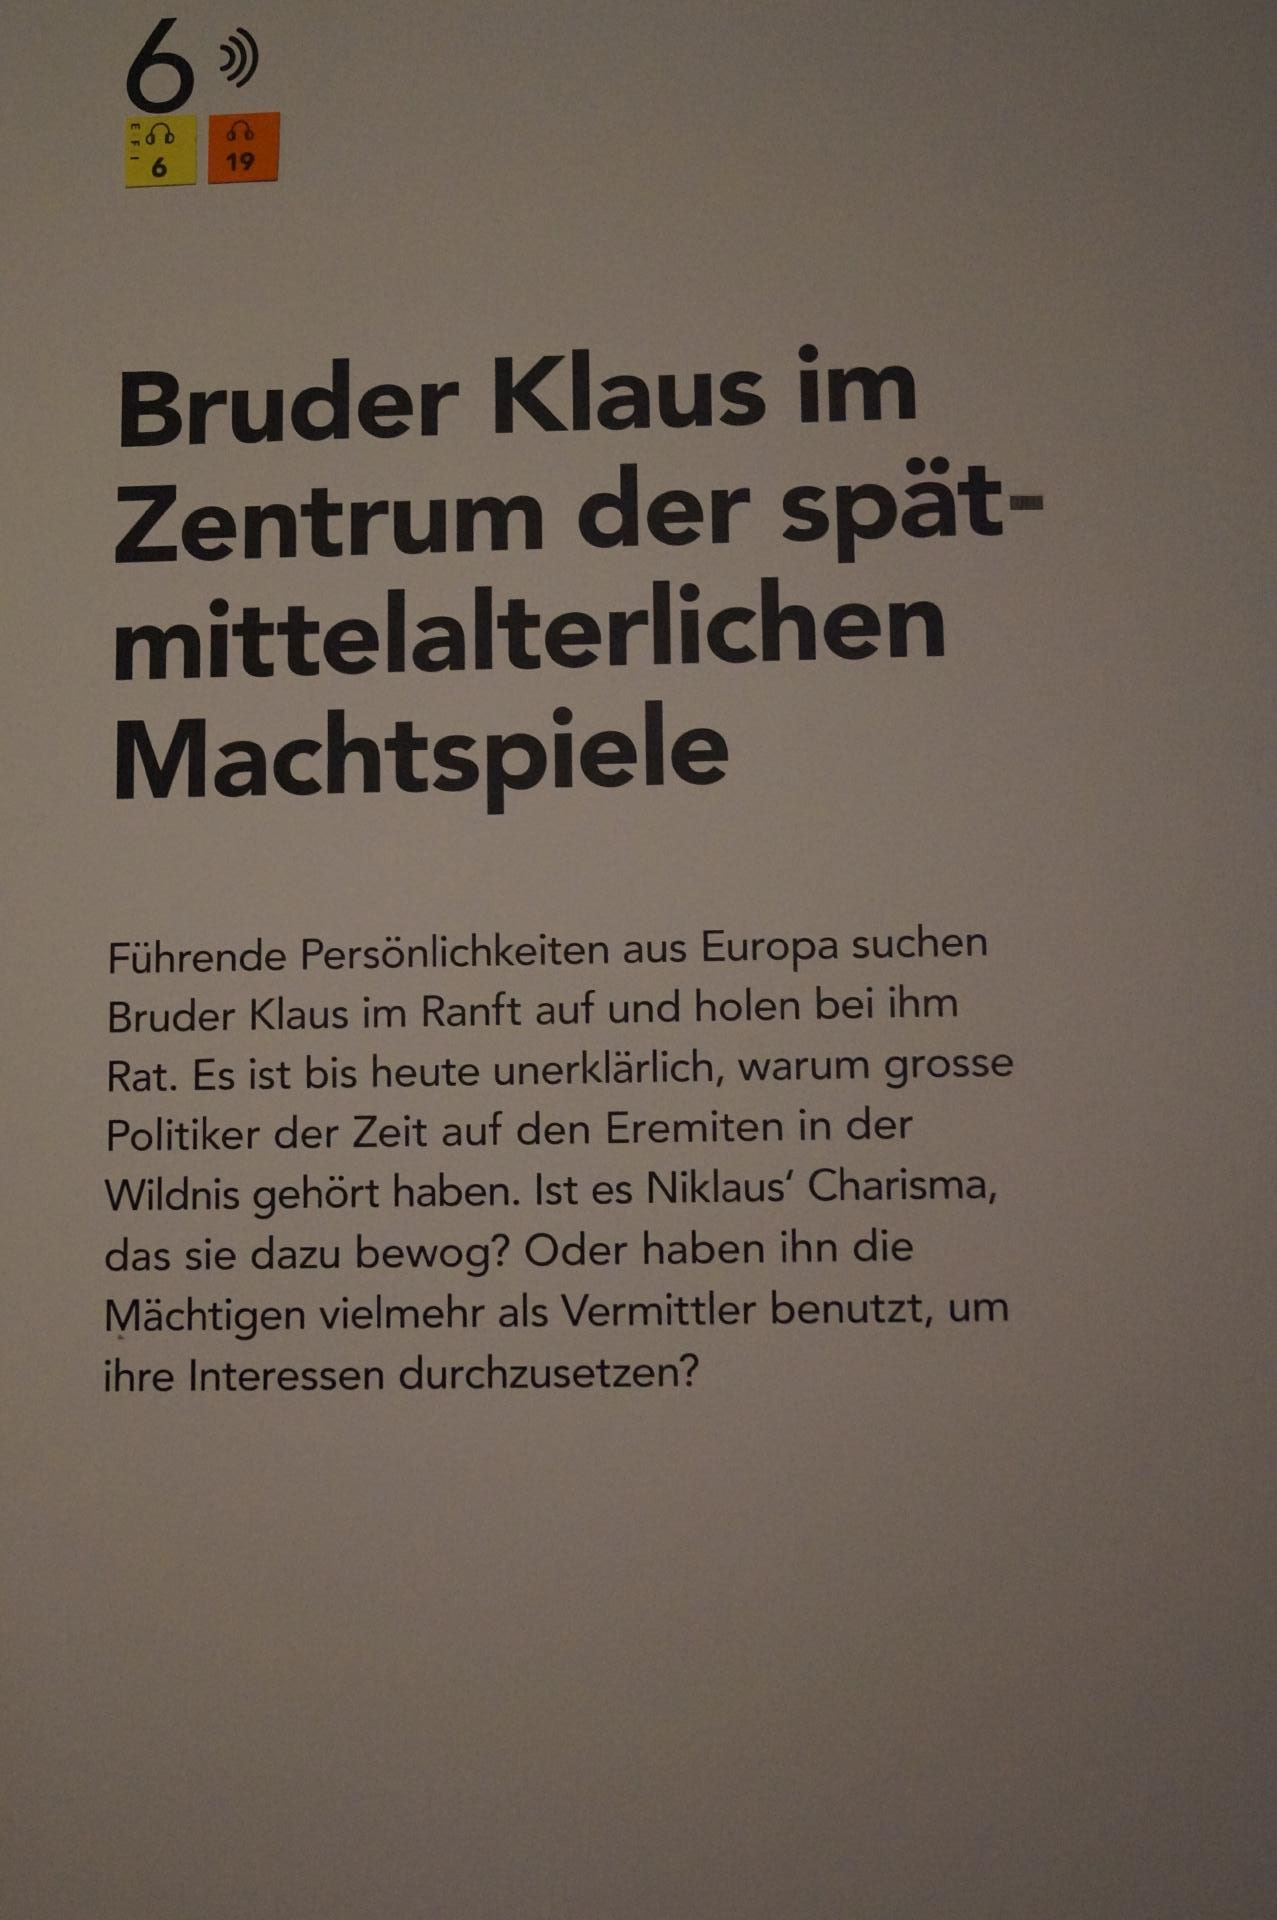 6
E F I
6
19
Bruder Klaus im
Zentrum der spät-
mittelalterlichen
Machtspiele
Führende Persönlichkeiten aus Europa suchen
Bruder Klaus im Ranft auf und holen bei ihm
Rat. Es ist bis heute unerklärlich, warum grosse
Politiker der Zeit auf den Eremiten in der
Wildnis gehört haben. Ist es Niklaus‘ Charisma,
das sie dazu bewog? Oder haben ihn die
Mächtigen vielmehr als Vermittler benutzt, um
ihre Interessen durchzusetzen?